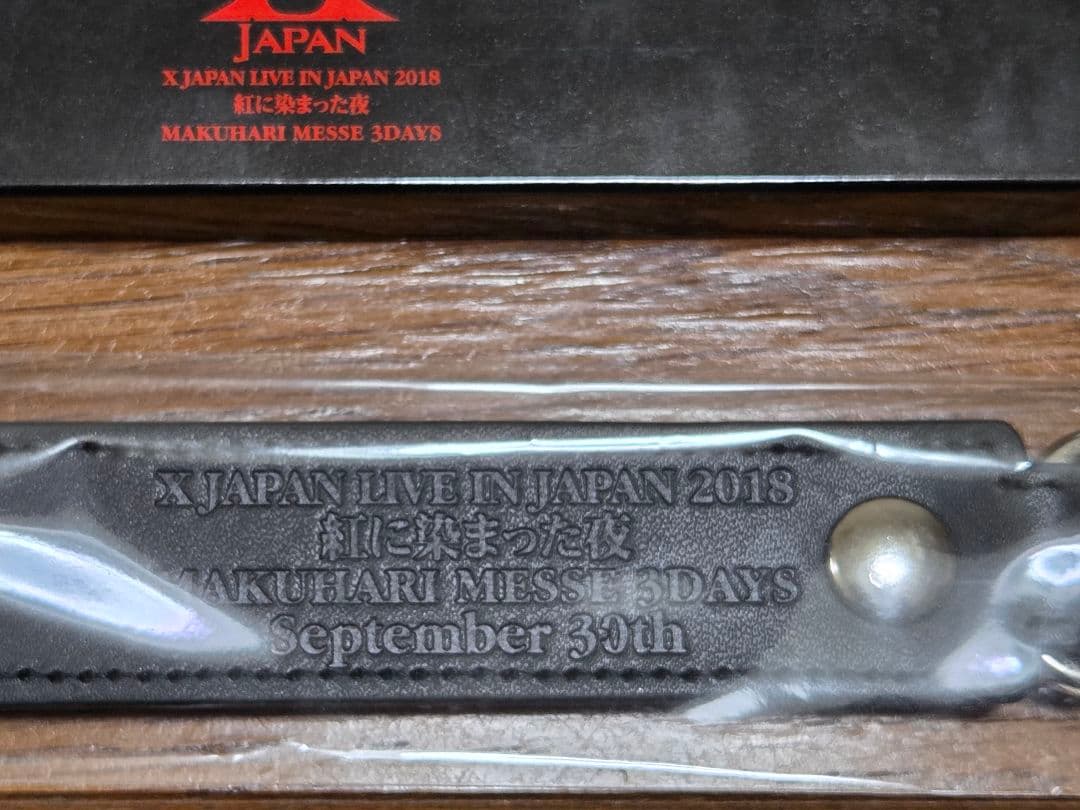 JAPAN
X JAPAN LIVE IN JAPAN 2018
紅に染まった夜
MAKUHARI MESSE 3DAYS
X JAPAN LIVE IN JAPAN 2018
紅に染まった夜
MAKUHARI MESSE 3DAYS
September 30th